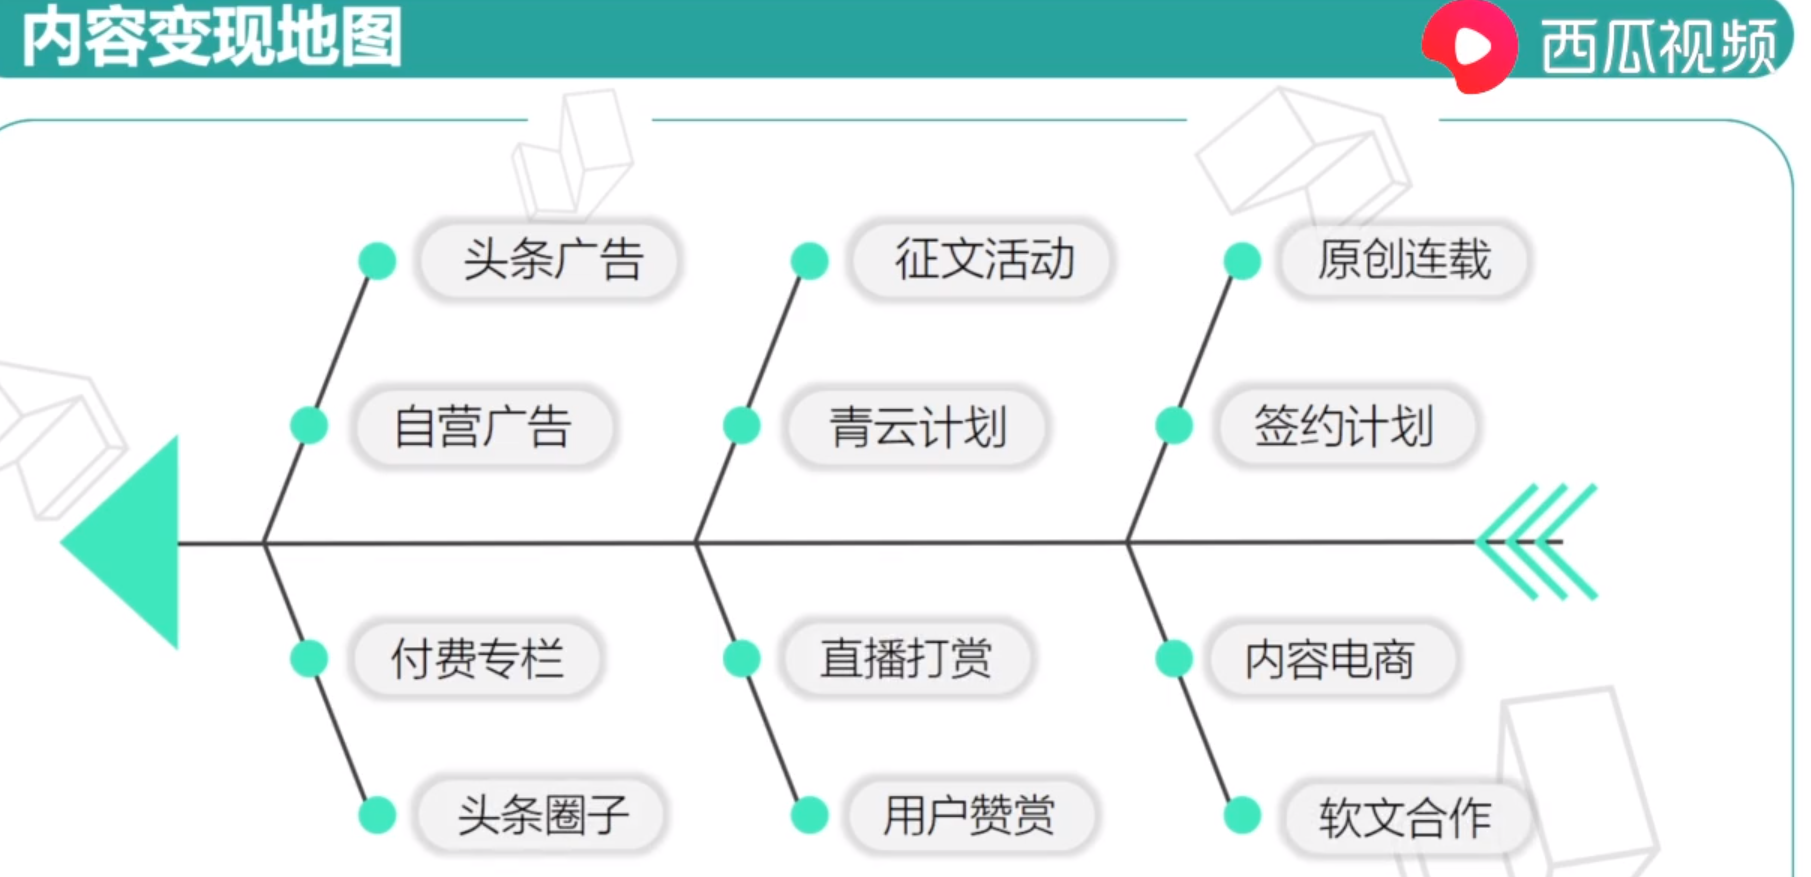 内容变现地图
西瓜视频
头条广告
征文活动
原创连载
自营广告
青云计划
签约计划
付费专栏
直播打赏
内容电商
头条圈子
用户赞赏
软文合作